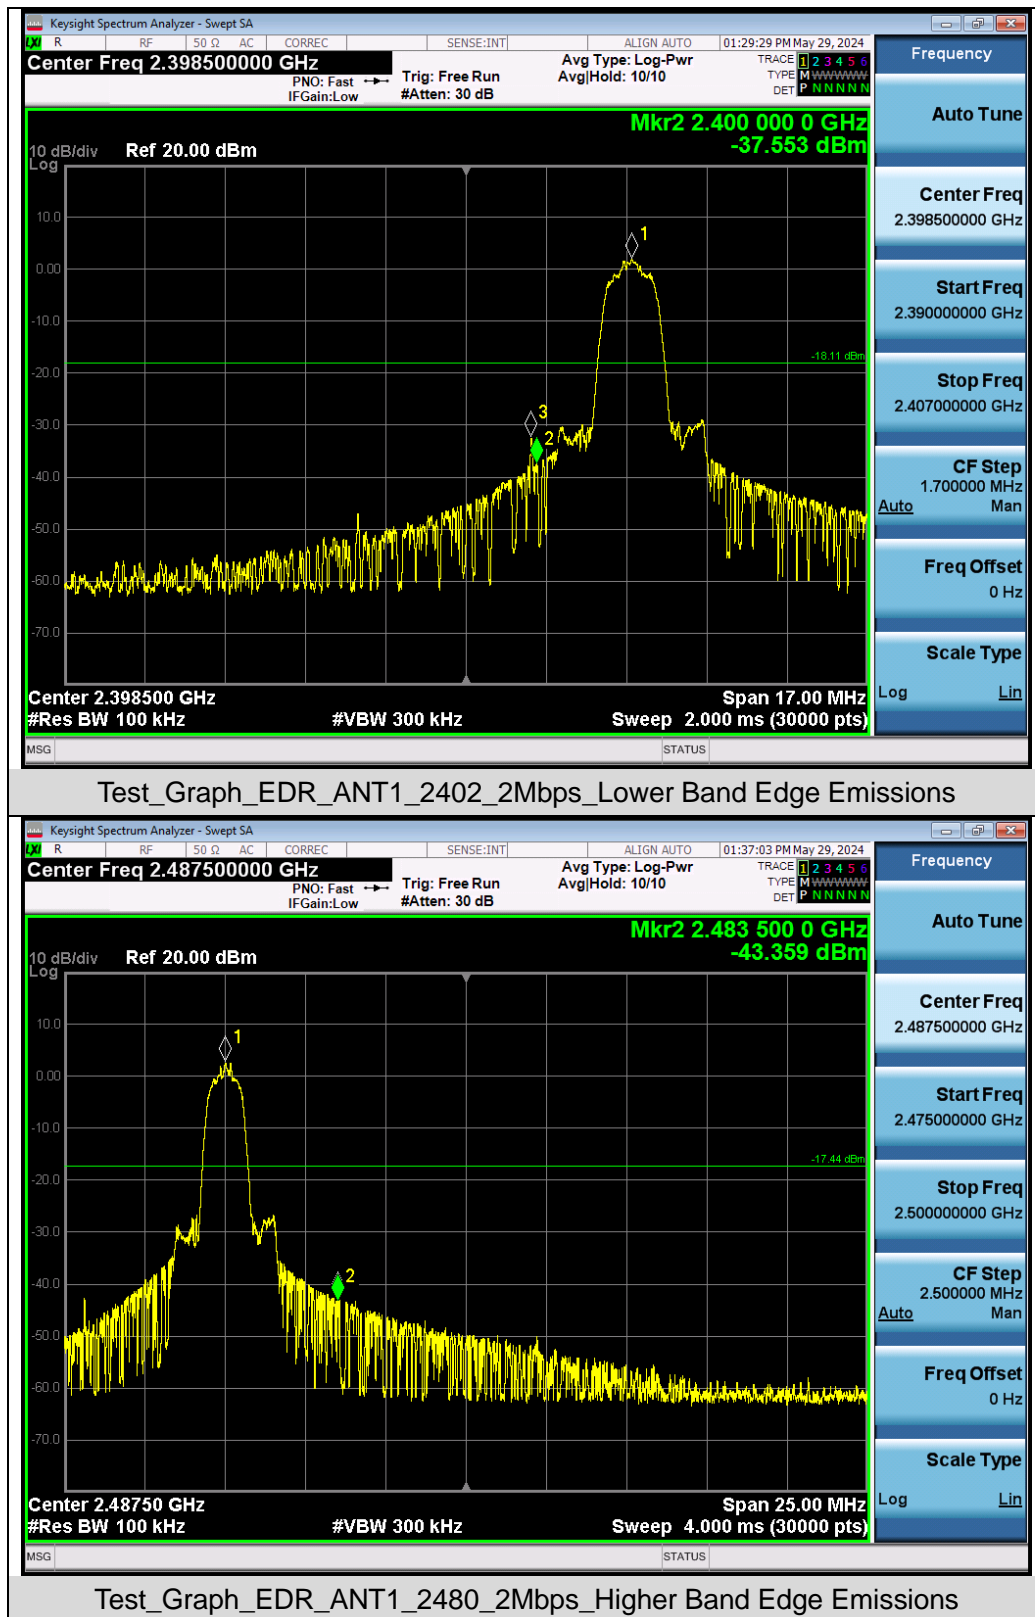 Keysight Spectrum Analyzer - Swept SA
LXI R RF 50 Ω AC CORREC SENSE:INT ALIGN AUTO 01:29:29 PM May 29, 2024
Center Freq 2.398500000 GHz
PNO: Fast
IFGain:Low
Trig: Free Run
#Atten: 30 dB
Avg Type: Log-Pwr
Avg|Hold: 10/10
TRACE 1 2 3 4 5 6
TYPE M WWWWW
DET P N N N N N
Mkr2 2.400 000 0 GHz
-37.553 dBm
10 dB/div Ref 20.00 dBm
Log
10.0
0.00
-10.0
-20.0
-30.0
-40.0
-50.0
-60.0
-70.0
1
-18.11 dBm
3
2
Center 2.398500 GHz Span 17.00 MHz
#Res BW 100 kHz #VBW 300 kHz Sweep 2.000 ms (30000 pts)
MSG STATUS
Frequency
Auto Tune
Center Freq
2.398500000 GHz
Start Freq
2.390000000 GHz
Stop Freq
2.407000000 GHz
CF Step
1.700000 MHz
Auto Man
Freq Offset
0 Hz
Scale Type
Log Lin
Test_Graph_EDR_ANT1_2402_2Mbps_Lower Band Edge Emissions
Keysight Spectrum Analyzer - Swept SA
LXI R RF 50 Ω AC CORREC SENSE:INT ALIGN AUTO 01:37:03 PM May 29, 2024
Center Freq 2.487500000 GHz
PNO: Fast
IFGain:Low
Trig: Free Run
#Atten: 30 dB
Avg Type: Log-Pwr
Avg|Hold: 10/10
TRACE 1 2 3 4 5 6
TYPE M WWWWW
DET P N N N N N
Mkr2 2.483 500 0 GHz
-43.359 dBm
10 dB/div Ref 20.00 dBm
Log
10.0
0.00
-10.0
-20.0
-30.0
-40.0
-50.0
-60.0
-70.0
1
-17.44 dBm
2
Center 2.48750 GHz Span 25.00 MHz
#Res BW 100 kHz #VBW 300 kHz Sweep 4.000 ms (30000 pts)
MSG STATUS
Frequency
Auto Tune
Center Freq
2.487500000 GHz
Start Freq
2.475000000 GHz
Stop Freq
2.500000000 GHz
CF Step
2.500000 MHz
Auto Man
Freq Offset
0 Hz
Scale Type
Log Lin
Test_Graph_EDR_ANT1_2480_2Mbps_Higher Band Edge Emissions